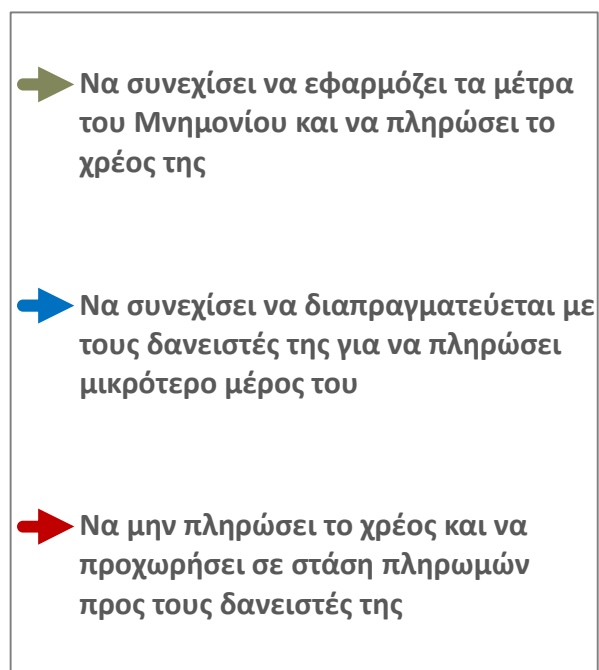 Να συνεχίσει να εφαρμόζει τα μέτρα
του Μνημονίου και να πληρώσει το
χρέος της
Να συνεχίσει να διαπραγματεύεται με
τους δανειστές της για να πληρώσει
μικρότερο μέρος του
Να μην πληρώσει το χρέος και να
προχωρήσει σε στάση πληρωμών
προς τους δανειστές της